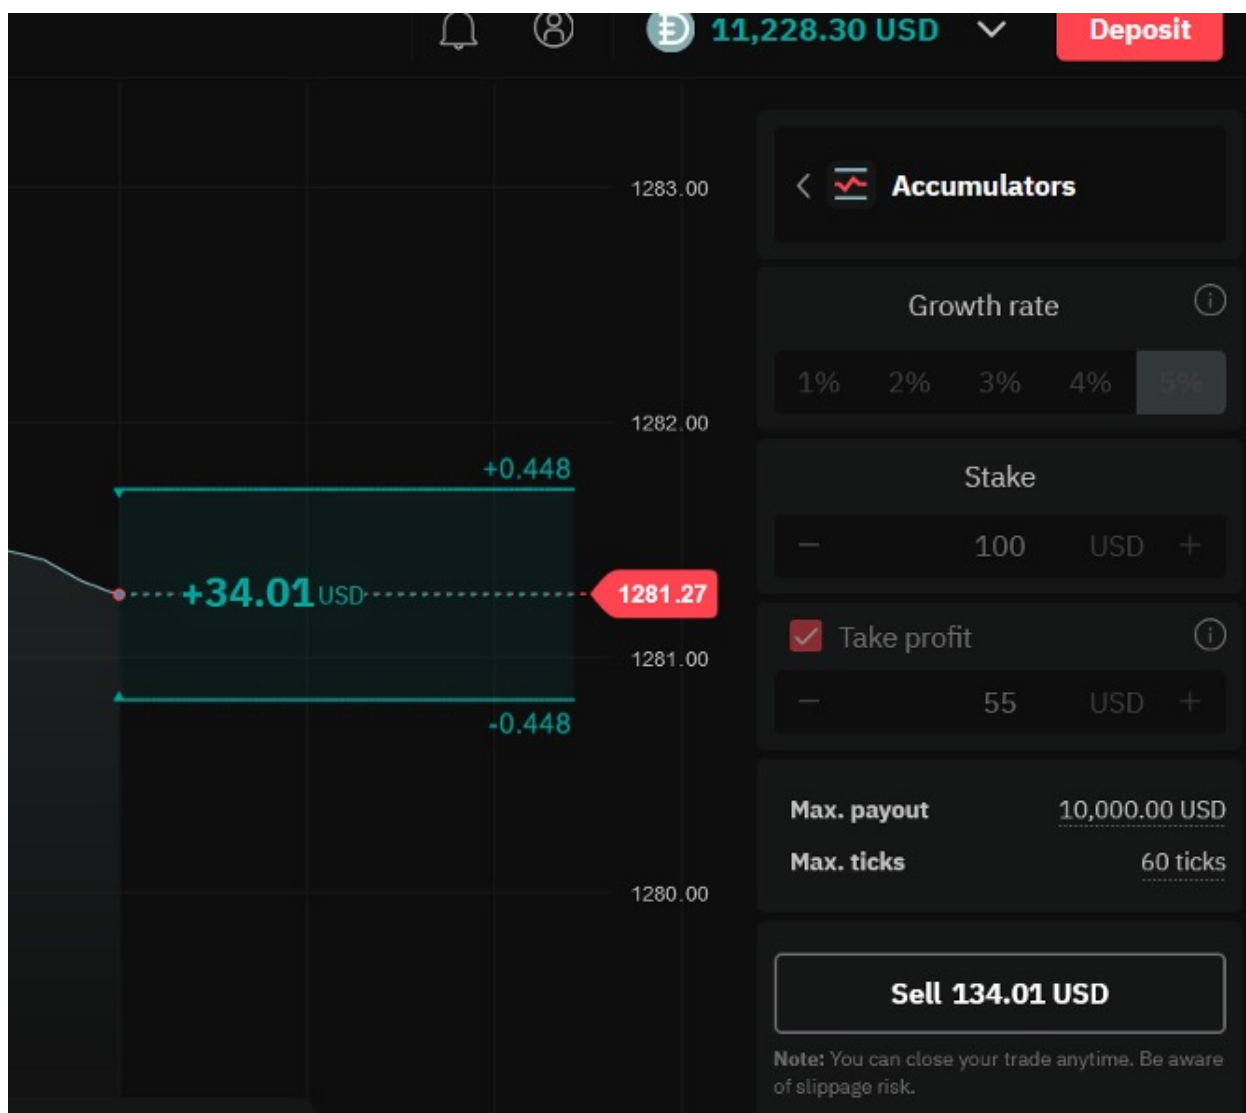 11,228.30 USD
Deposit
1283.00
1282.00
+0.448
+34.01 USD
1281.27
1281.00
-0.448
1280.00
Accumulators
Growth rate
1% 2% 3% 4% 5%
Stake
− 100 USD +
Take profit
− 55 USD +
Max. payout 10,000.00 USD
Max. ticks 60 ticks
Sell 134.01 USD
Note: You can close your trade anytime. Be aware
of slippage risk.